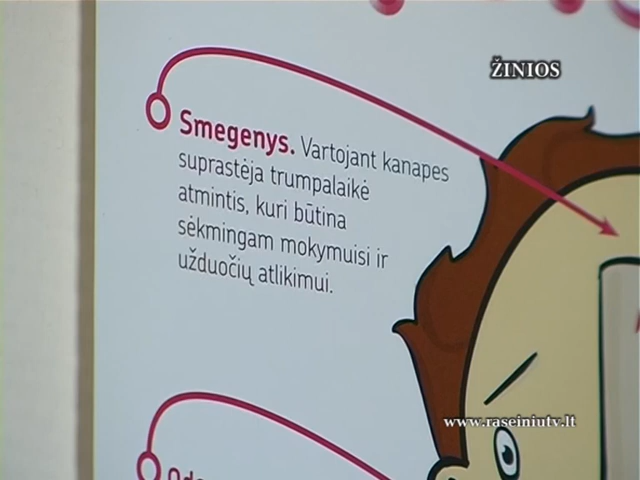 ŽINIOS
Smegenys. Vartojant kanapes
suprastėja trumpalaikė
atmintis, kuri būtina
sėkmingam mokymuisi ir
užduočių atlikimui.
www.raseiniutv.lt